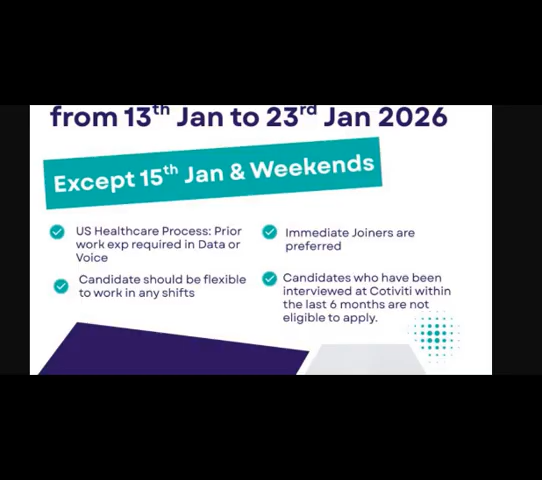 from 13th Jan to 23rd Jan 2026
Except 15th Jan & Weekends
US Healthcare Process: Prior
work exp required in Data or
Voice
Candidate should be flexible
to work in any shifts
Immediate Joiners are
preferred
Candidates who have been
interviewed at Cotiviti within
the last 6 months are not
eligible to apply.